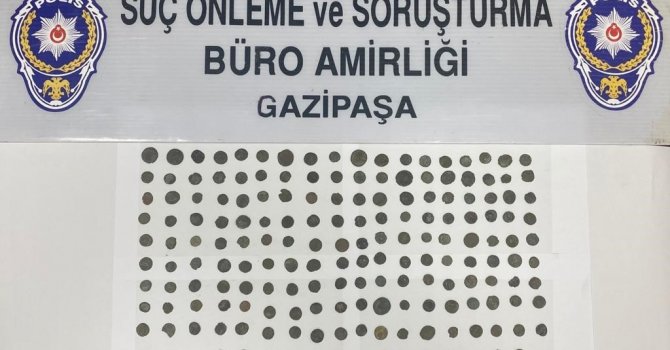 SUÇ ÖNLEME ve SORUŞTURMA
BÜRO AMİRLİĞİ
GAZİPAŞA